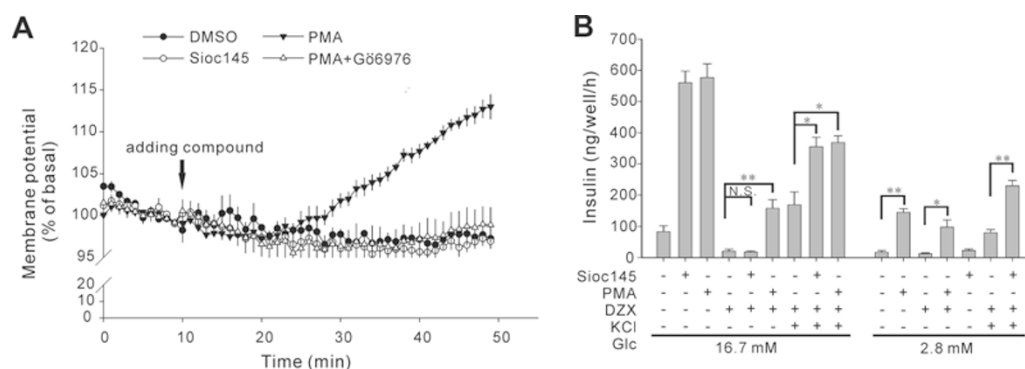 A
DMSO
PMA
Sioc145
PMA+Gö6976
120
110
105
100
95
20
0
adding compound
Membrane potential
(% of basal)
0 10 20 30 40 50
Time (min)
B
700
600
500
400
300
200
100
0
Insulin (ng/well/h)
N.S.
**
*
*
**
*
**
Sioc145 - + - - + - - + - - - - - + - +
PMA - - + - - + - - + - + - + - - -
DZX - - - + + + + + + - - + + - + +
KCl - - - - - - + + + - - - - - + +
Glc 16.7 mM 2.8 mM